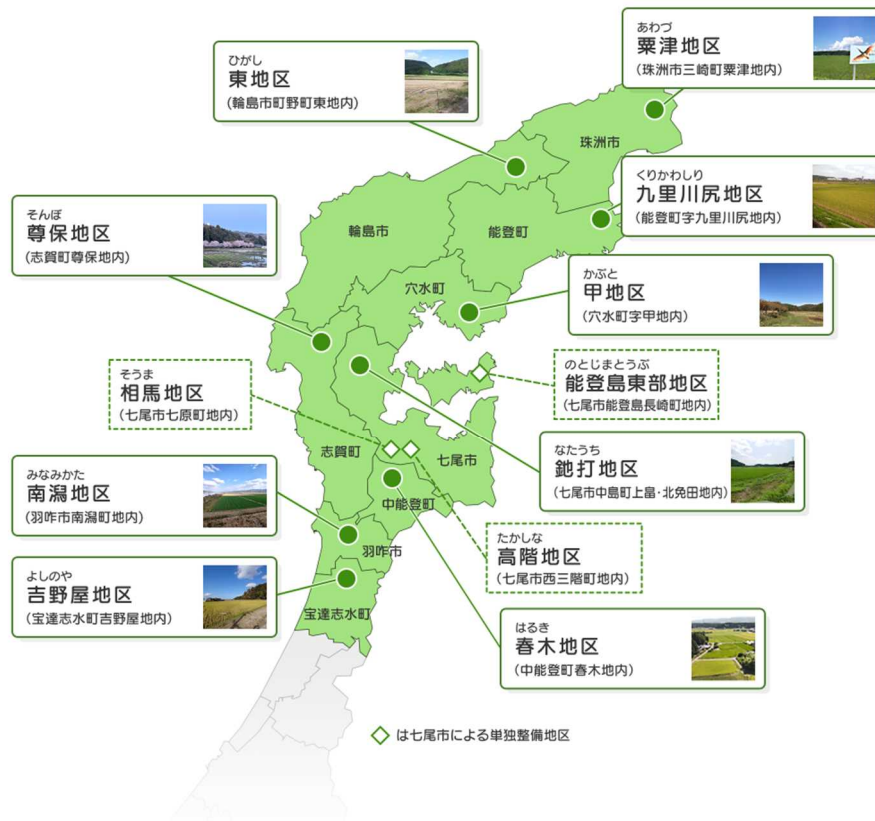 あわづ
粟津地区
(珠洲市三崎町粟津地内)
ひがし
東地区
(輪島市町野町東地内)
珠洲市
くりかわしり
九里川尻地区
(能登町字九里川尻地内)
そんぼ
尊保地区
(志賀町尊保地内)
輪島市
能登町
穴水町
かぶと
甲地区
(穴水町字甲地内)
そうま
相馬地区
(七尾市七原町地内)
のとじまとうぶ
能登島東部地区
(七尾市能登島長崎町地内)
志賀町
七尾市
なたうち
釶打地区
(七尾市中島町上畠・北免田地内)
みなみかた
南潟地区
(羽咋市南潟町地内)
中能登町
たかしな
高階地区
(七尾市西三階町地内)
羽咋市
よしのや
吉野屋地区
(宝達志水町吉野屋地内)
宝達志水町
はるき
春木地区
(中能登町春木地内)
は七尾市による単独整備地区